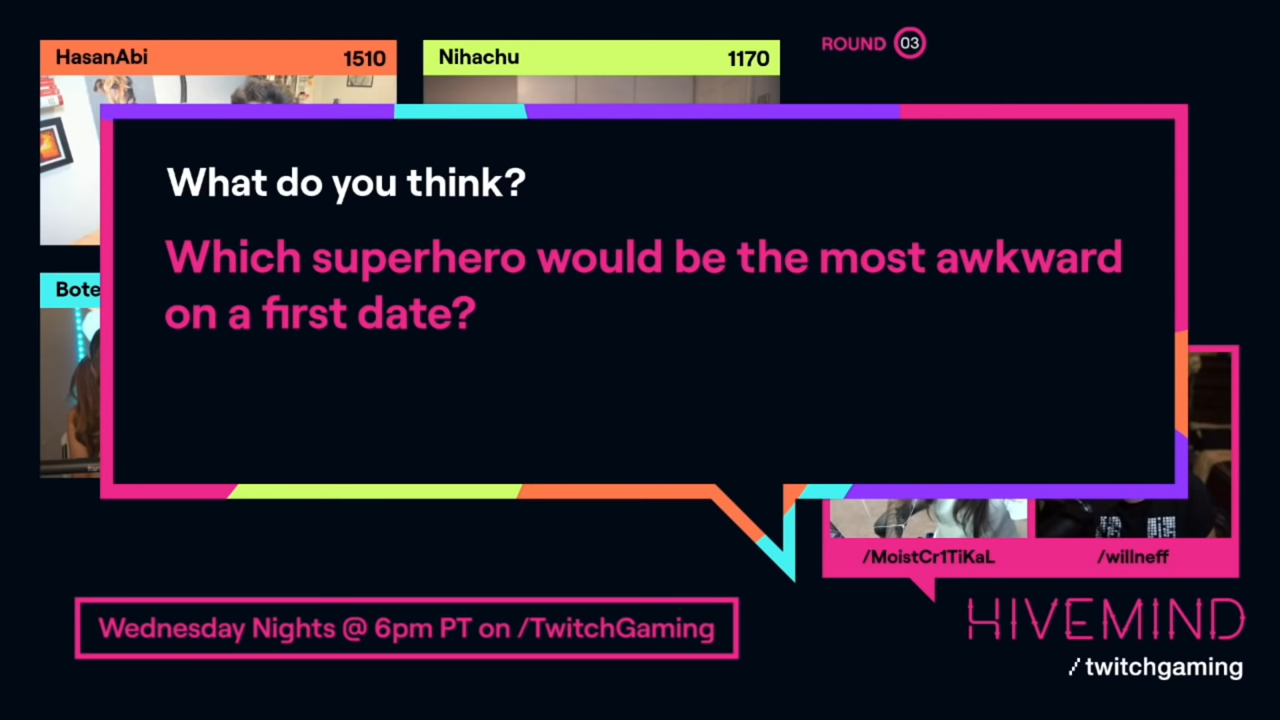 HasanAbi 1510
Nihachu 1170
ROUND 03
What do you think?
Which superhero would be the most awkward
on a first date?
Bote
/MoistCr1TiKaL
/willneff
Wednesday Nights @ 6pm PT on /TwitchGaming
HIVEMIND
/twitchgaming